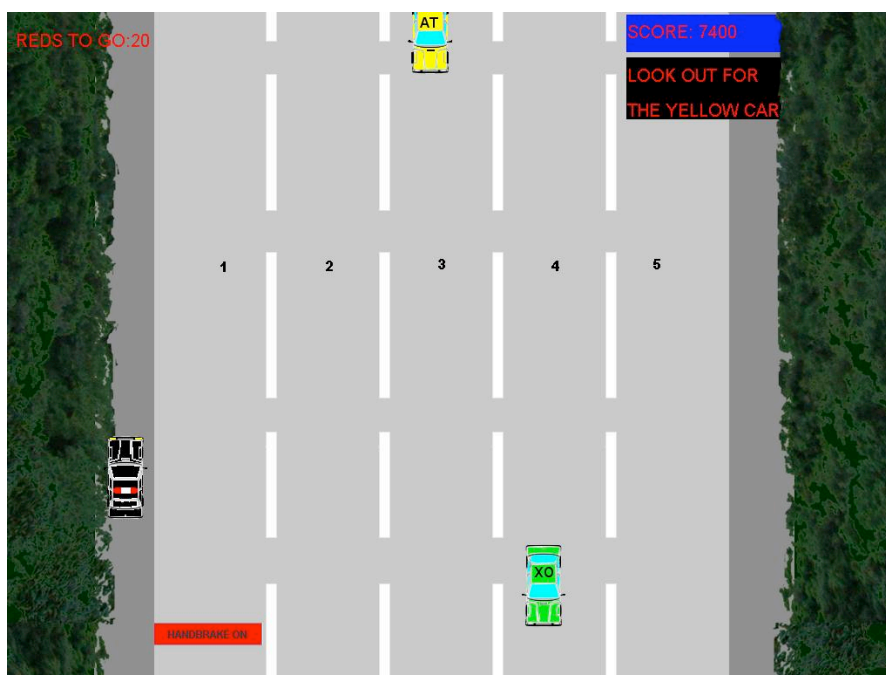 REDS TO GO:20
AT
SCORE: 7400
LOOK OUT FOR
THE YELLOW CAR
1 2 3 4 5
XO
HANDBRAKE ON